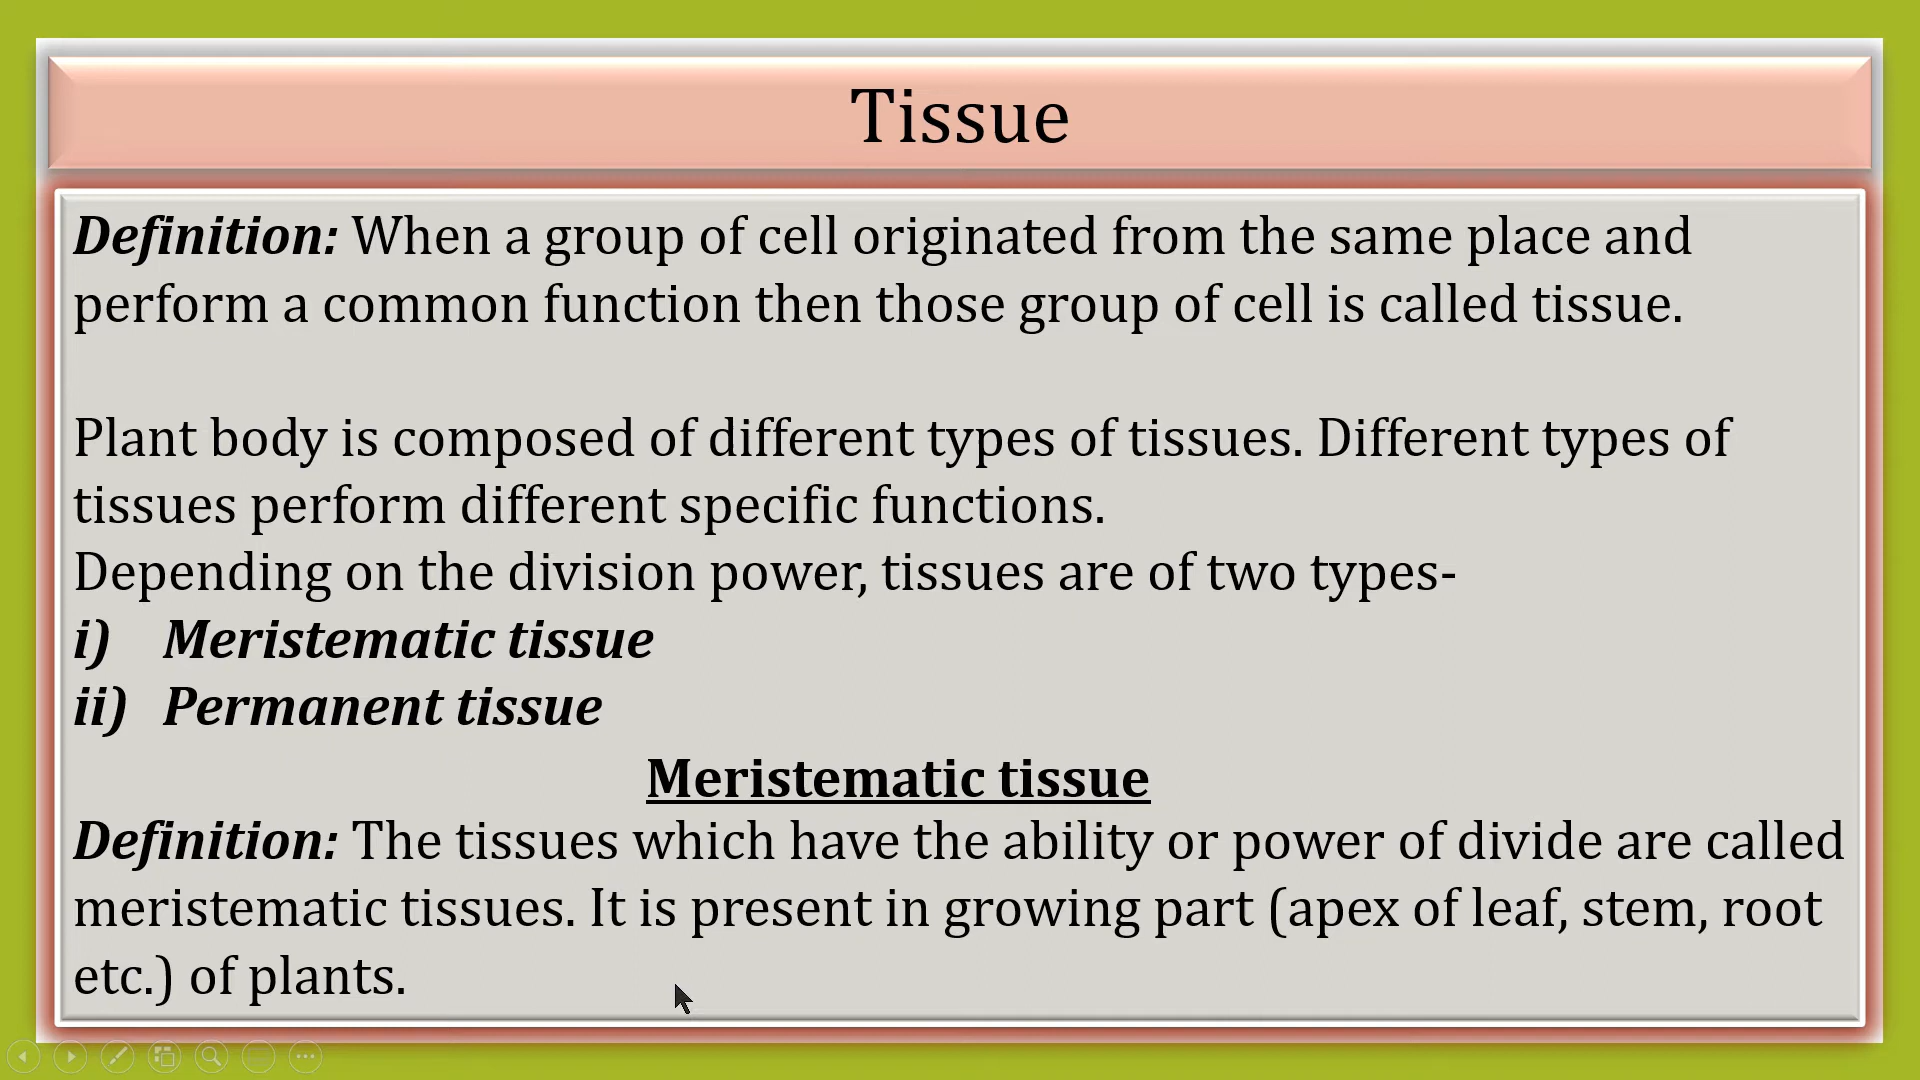 Tissue
Definition: When a group of cell originated from the same place and
perform a common function then those group of cell is called tissue.
Plant body is composed of different types of tissues. Different types of
tissues perform different specific functions.
Depending on the division power, tissues are of two types-
i) Meristematic tissue
ii) Permanent tissue
Meristematic tissue
Definition: The tissues which have the ability or power of divide are called
meristematic tissues. It is present in growing part (apex of leaf, stem, root
etc.) of plants.